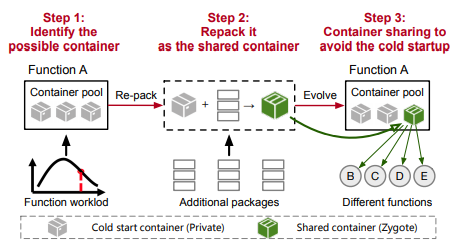 Step 1:
Identify the
possible container
Step 2:
Repack it
as the shared container
Step 3:
Container sharing to
avoid the cold startup
Function A
Container pool
Re-pack
+
Evolve
Function A
Container pool
B C D E
Function worklod
Additional packages
Different functions
Cold start container (Private)
Shared container (Zygote)